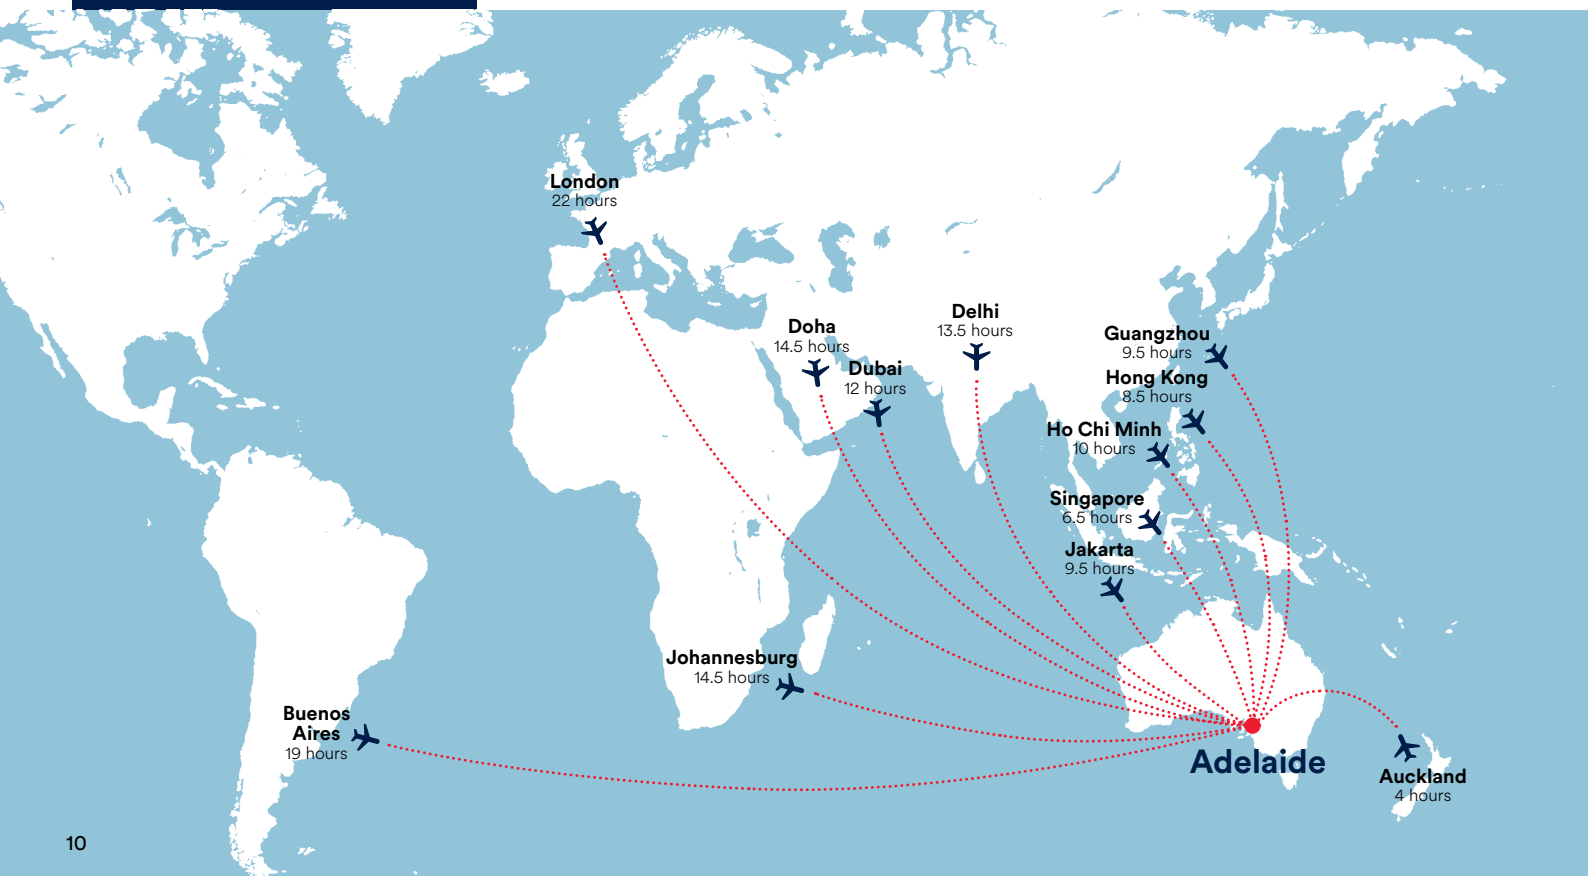 London
22 hours
Doha
14.5 hours
Dubai
12 hours
Delhi
13.5 hours
Guangzhou
9.5 hours
Hong Kong
8.5 hours
Ho Chi Minh
10 hours
Singapore
6.5 hours
Jakarta
9.5 hours
Johannesburg
14.5 hours
Buenos
Aires
19 hours
Adelaide
Auckland
4 hours
10